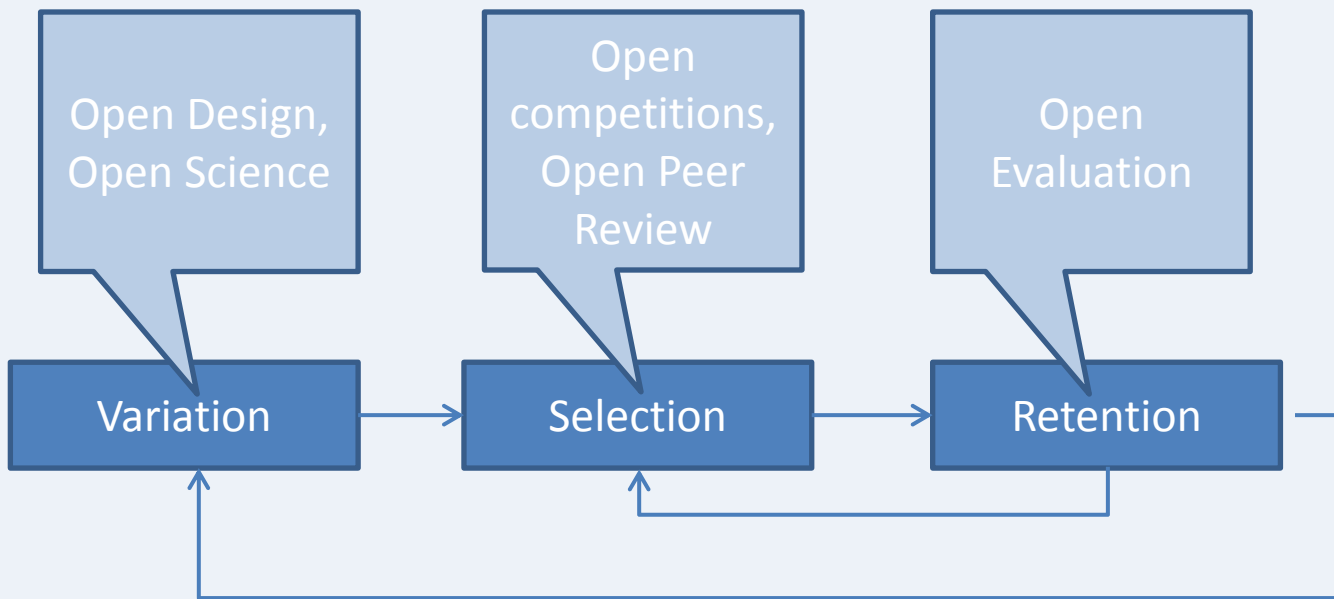 Open Design,
Open Science
Open
competitions,
Open Peer
Review
Open
Evaluation
Variation
Selection
Retention